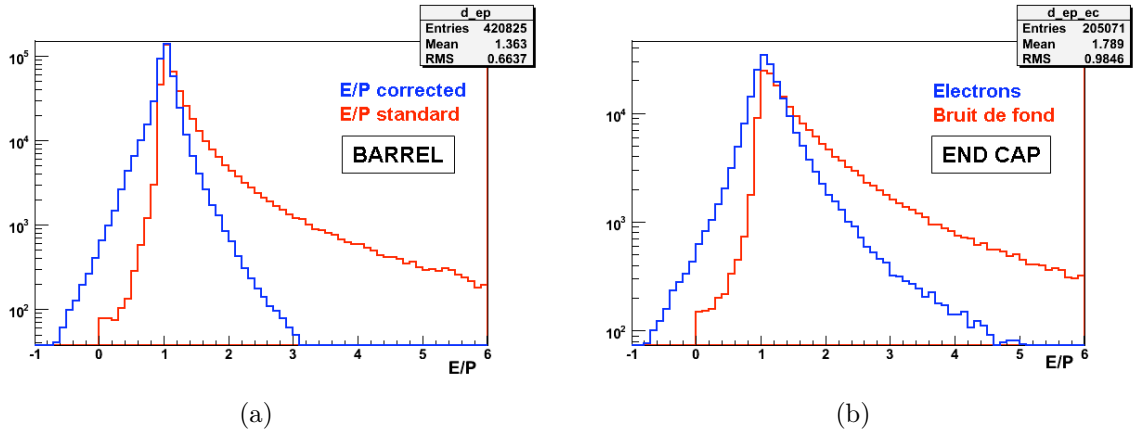 d_ep
Entries 420825
Mean 1.363
RMS 0.6637
10^5
10^4
10^3
10^2
E/P corrected
E/P standard
BARREL
-1 0 1 2 3 4 5 6
E/P
(a)
d_ep_ec
Entries 205071
Mean 1.789
RMS 0.9846
10^4
10^3
10^2
Electrons
Bruit de fond
END CAP
-1 0 1 2 3 4 5 6
E/P
(b)